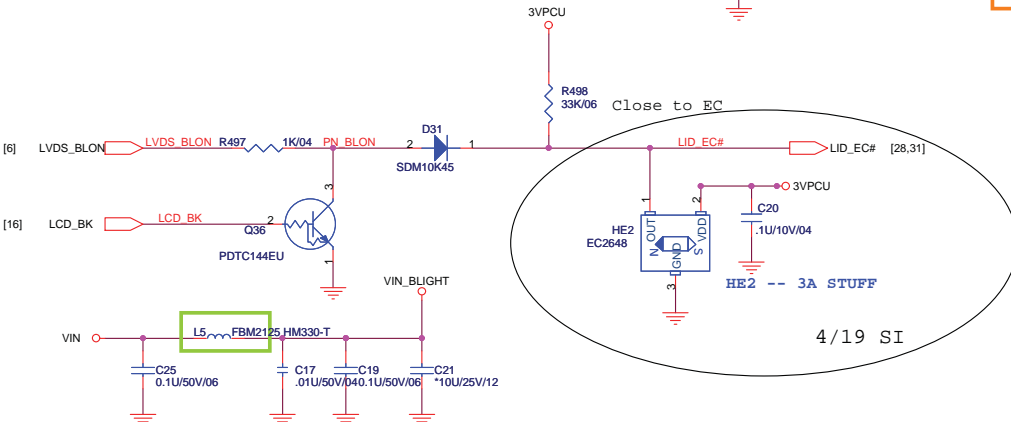 3VPCU
R498
33K/06
Close to EC
D31
[6] LVDS_BLON LVDS_BLON R497 1K/04 PN_BLON 2 1 LID_EC# LID_EC# [28,31]
SDM10K45
3
1 2 3VPCU
C20
.1U/10V/04
[16] LCD_BK LCD_BK 2
Q36
HE2
EC2648
OUT VDD
N S
GND
PDTC144EU 1
3
HE2 -- 3A STUFF
VIN_BLIGHT
VIN L5 FBM2125 HM330-T
4/19 SI
C25
0.1U/50V/06
C17
.01U/50V/04
C19
0.1U/50V/06
C21
*10U/25V/12